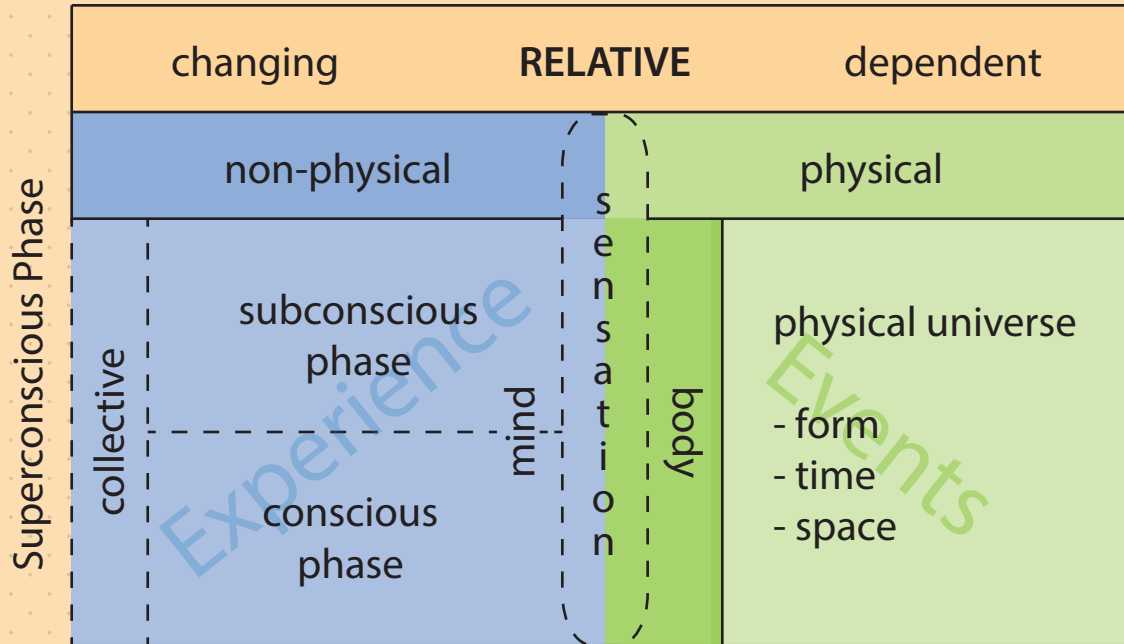 changing RELATIVE dependent
non-physical physical
Superconscious Phase
collective
subconscious
phase
conscious
phase
Experience
mind
sensation
body
physical universe
- form
- time
- space
Events